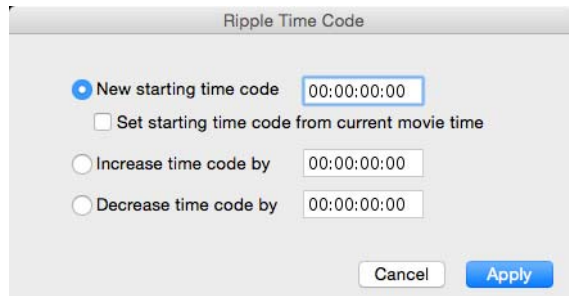 Ripple Time Code
New starting time code 00:00:00:00
Set starting time code from current movie time
Increase time code by 00:00:00:00
Decrease time code by 00:00:00:00
Cancel Apply